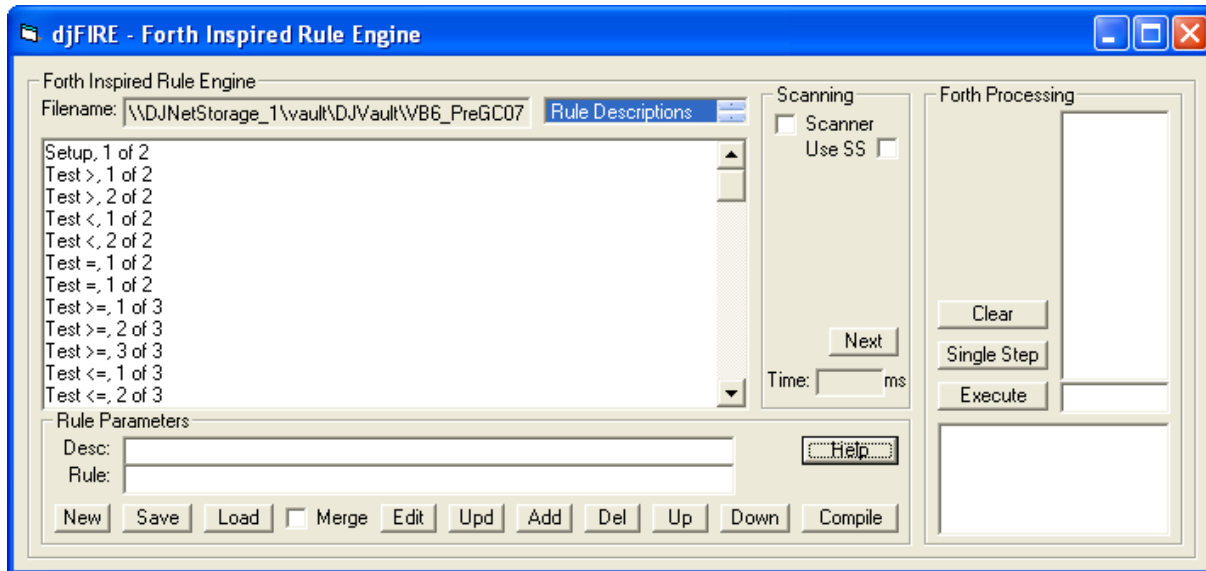 djFIRE - Forth Inspired Rule Engine
Forth Inspired Rule Engine
Filename: \\DJNetStorage_1\vault\DJVault\VB6_PreGC07
Rule Descriptions
Setup, 1 of 2
Test >, 1 of 2
Test >, 2 of 2
Test <, 1 of 2
Test <, 2 of 2
Test =, 1 of 2
Test =, 1 of 2
Test >=, 1 of 3
Test >=, 2 of 3
Test >=, 3 of 3
Test <=, 1 of 3
Test <=, 2 of 3
Scanning
Scanner
Use SS
Next
Time: ms
Forth Processing
Clear
Single Step
Execute
Rule Parameters
Desc:
Help
Rule:
New Save Load Merge Edit Upd Add Del Up Down Compile